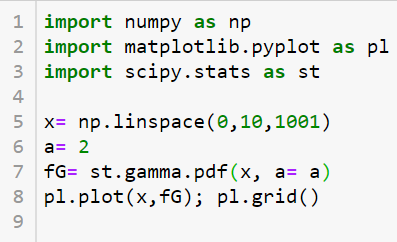 1 import numpy as np
2 import matplotlib.pyplot as pl
3 import scipy.stats as st
4
5 x= np.linspace(0,10,1001)
6 a= 2
7 fG= st.gamma.pdf(x, a= a)
8 pl.plot(x,fG); pl.grid()
9